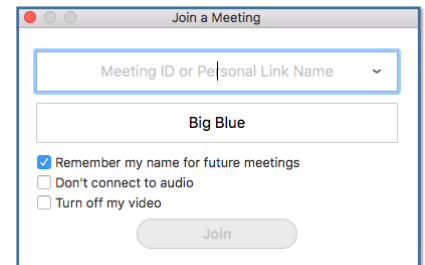 Join a Meeting
Meeting ID or Personal Link Name
Big Blue
Remember my name for future meetings
Don't connect to audio
Turn off my video
Join